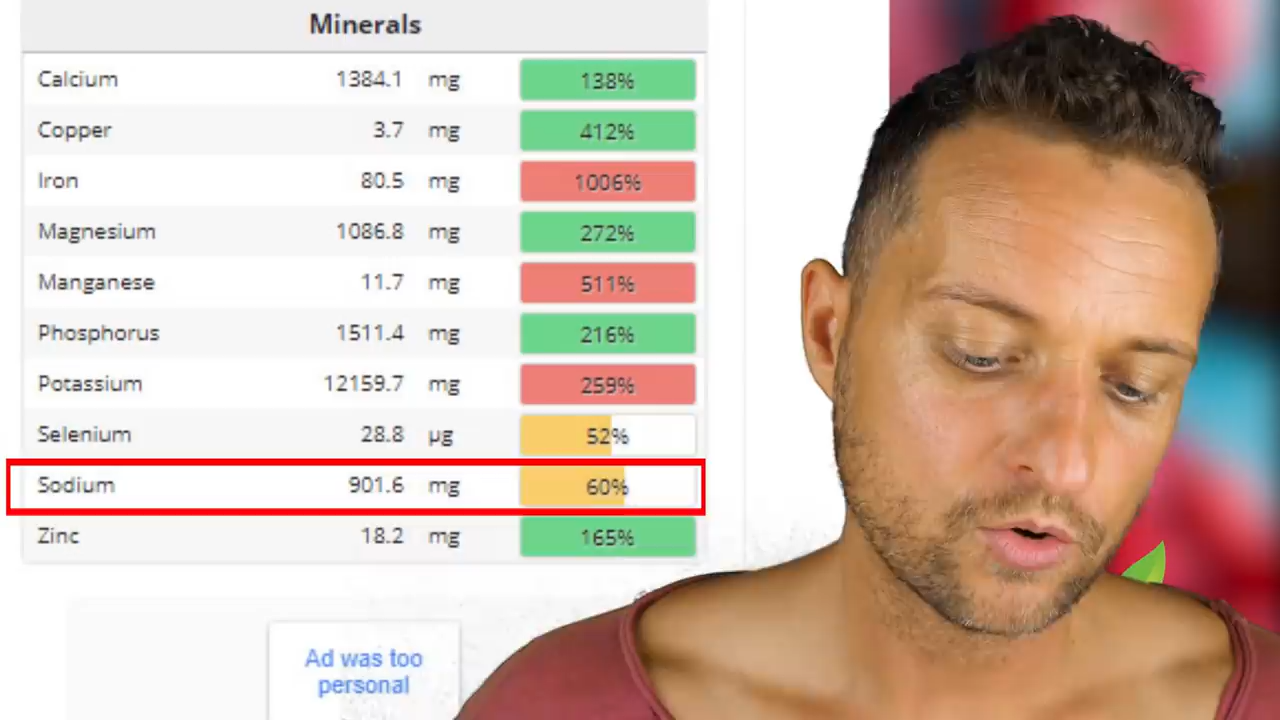 Minerals
Calcium 1384.1 mg 138%
Copper 3.7 mg 412%
Iron 80.5 mg 1006%
Magnesium 1086.8 mg 272%
Manganese 11.7 mg 511%
Phosphorus 1511.4 mg 216%
Potassium 12159.7 mg 259%
Selenium 28.8 µg 52%
Sodium 901.6 mg 60%
Zinc 18.2 mg 165%
Ad was too
personal